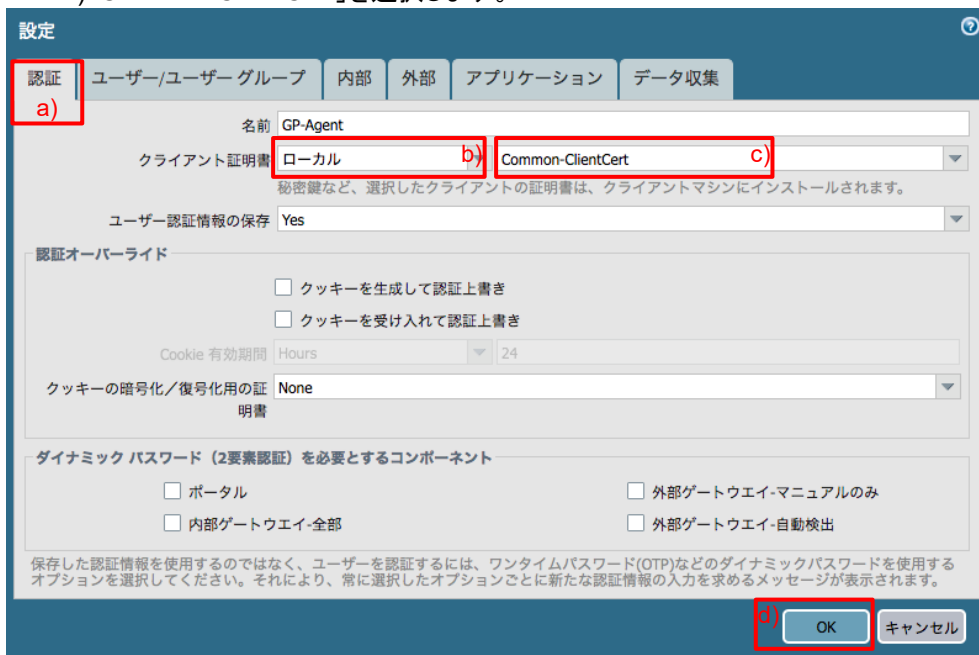 を選択します。
設定
認証 ユーザー/ユーザー グループ 内部 外部 アプリケーション データ収集
a)
名前 GP-Agent
クライアント証明書 ローカル b) Common-ClientCert c)
秘密鍵など、選択したクライアントの証明書は、クライアントマシンにインストールされます。
ユーザー認証情報の保存 Yes
認証オーバーライド
クッキーを生成して認証上書き
クッキーを受け入れて認証上書き
Cookie 有効期間 Hours 24
クッキーの暗号化／復号化用の証 None
明書
ダイナミック パスワード（2要素認証）を必要とするコンポーネント
ポータル 外部ゲートウエイ-マニュアルのみ
内部ゲートウエイ-全部 外部ゲートウエイ-自動検出
保存した認証情報を使用するのではなく、ユーザーを認証するには、ワンタイムパスワード(OTP)などのダイナミックパスワードを使用する
オプションを選択してください。それにより、常に選択したオプションごとに新たな認証情報の入力を求めるメッセージが表示されます。
d) OK キャンセル